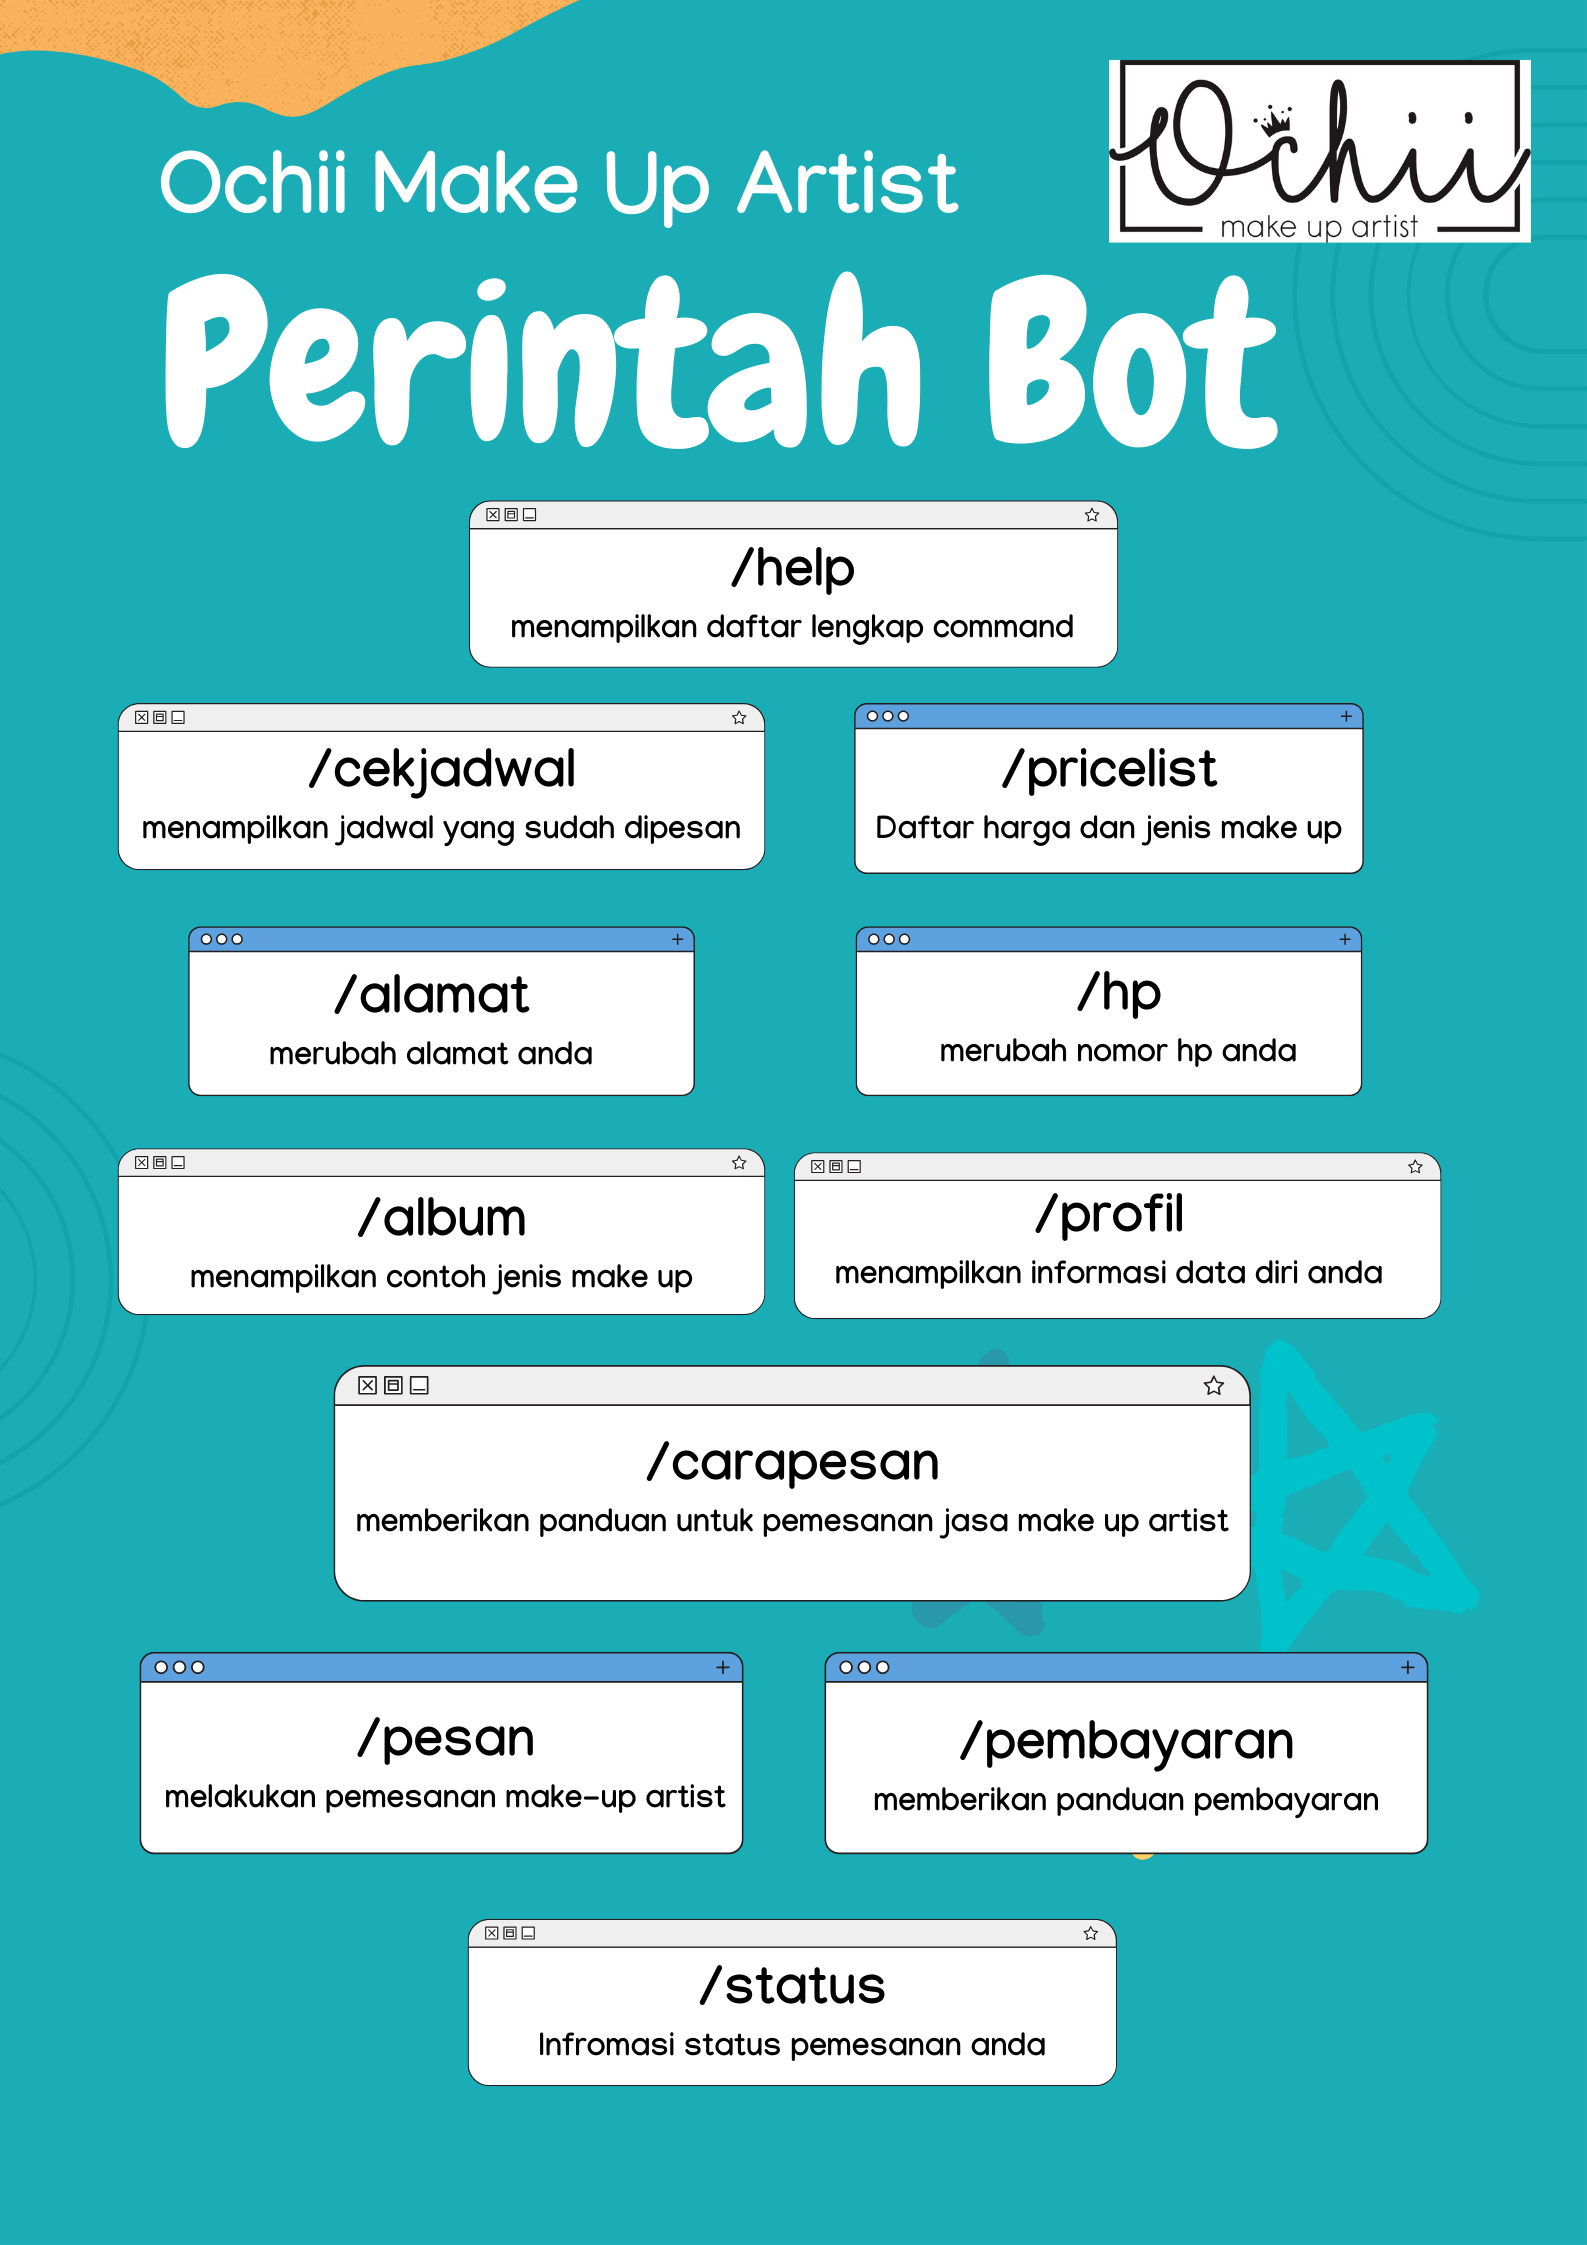 Ochii Make Up Artist
Ochii
make up artist
Perintah Bot
/help
menampilkan daftar lengkap command
/cekjadwal
menampilkan jadwal yang sudah dipesan
/pricelist
Daftar harga dan jenis make up
/alamat
merubah alamat anda
/hp
merubah nomor hp anda
/album
menampilkan contoh jenis make up
/profil
menampilkan informasi data diri anda
/carapesan
memberikan panduan untuk pemesanan jasa make up artist
/pesan
melakukan pemesanan make-up artist
/pembayaran
memberikan panduan pembayaran
/status
Infromasi status pemesanan anda